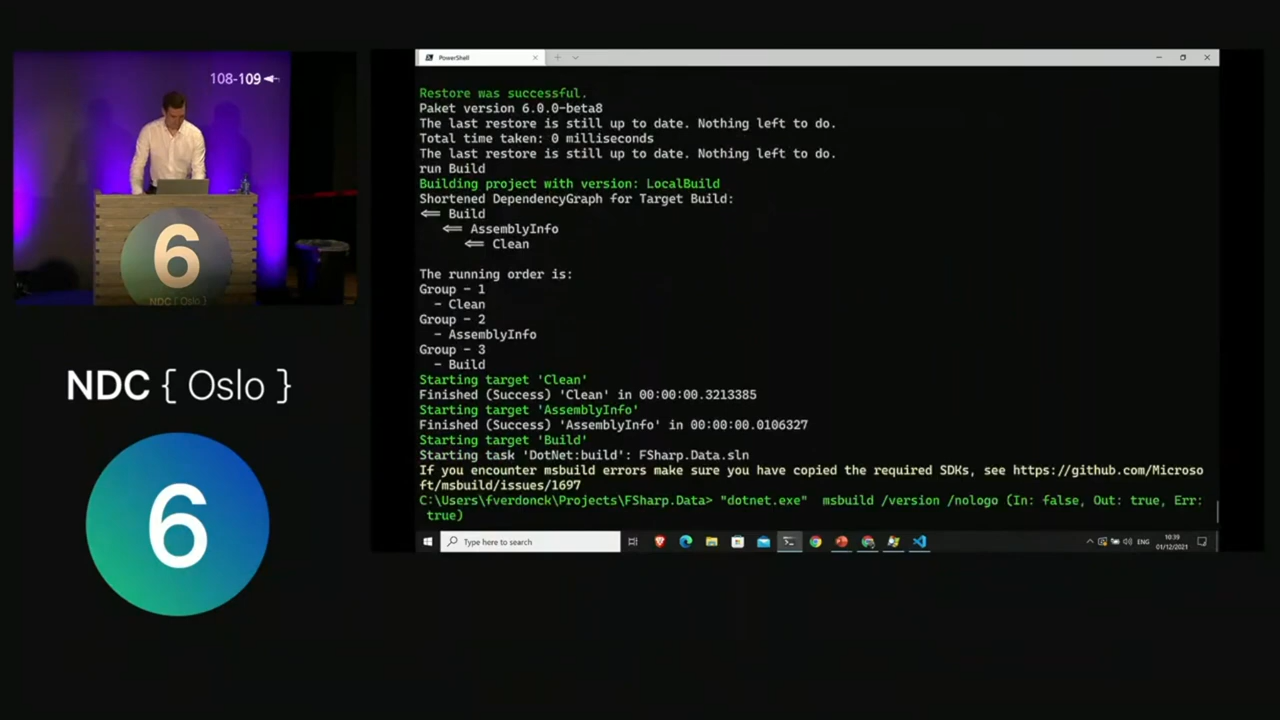 108-109
6
NDC { Oslo }
NDC { Oslo }
6
PowerShell
Restore was successful.
Paket version 6.0.0-beta8
The last restore is still up to date. Nothing left to do.
Total time taken: 0 milliseconds
The last restore is still up to date. Nothing left to do.
run Build
Building project with version: LocalBuild
Shortened DependencyGraph for Target Build:
<== Build
<== AssemblyInfo
<== Clean
The running order is:
Group - 1
- Clean
Group - 2
- AssemblyInfo
Group - 3
- Build
Starting target 'Clean'
Finished (Success) 'Clean' in 00:00:00.3213385
Starting target 'AssemblyInfo'
Finished (Success) 'AssemblyInfo' in 00:00:00.0106327
Starting target 'Build'
Starting task 'DotNet:build': FSharp.Data.sln
If you encounter msbuild errors make sure you have copied the required SDKs, see https://github.com/Microso
ft/msbuild/issues/1697
C:\Users\fverdonck\Projects\FSharp.Data> "dotnet.exe"  msbuild /version /nologo (In: false, Out: true, Err:
true)
Type here to search
ENG
10:39
01/12/2021